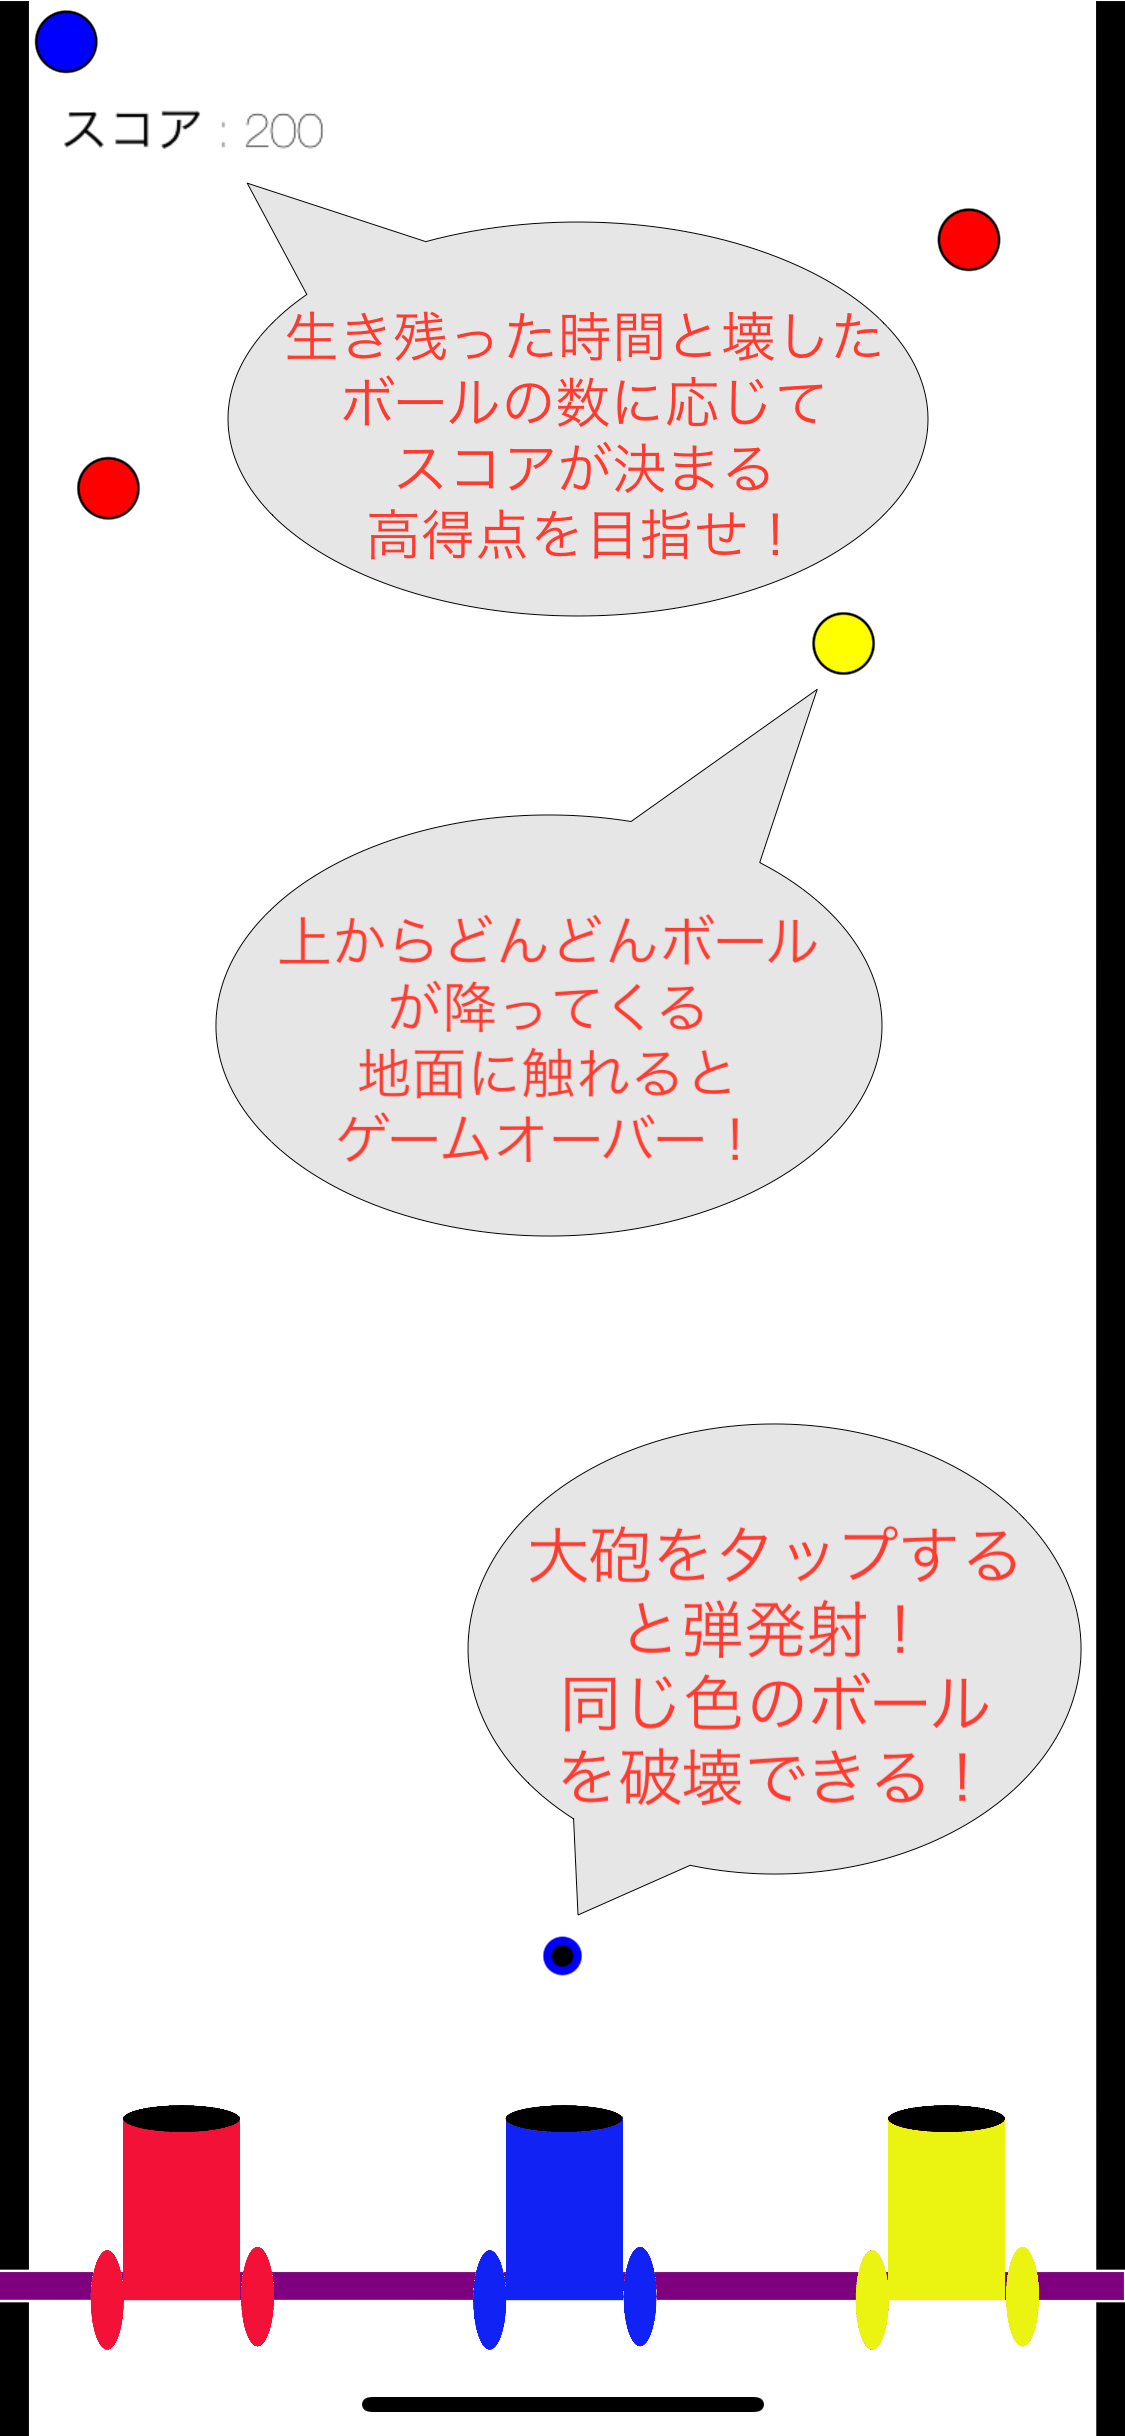 スコア : 200
生き残った時間と壊した
ボールの数に応じて
スコアが決まる
高得点を目指せ！
上からどんどんボール
が降ってくる
地面に触れると
ゲームオーバー！
大砲をタップする
と弾発射！
同じ色のボール
を破壊できる！